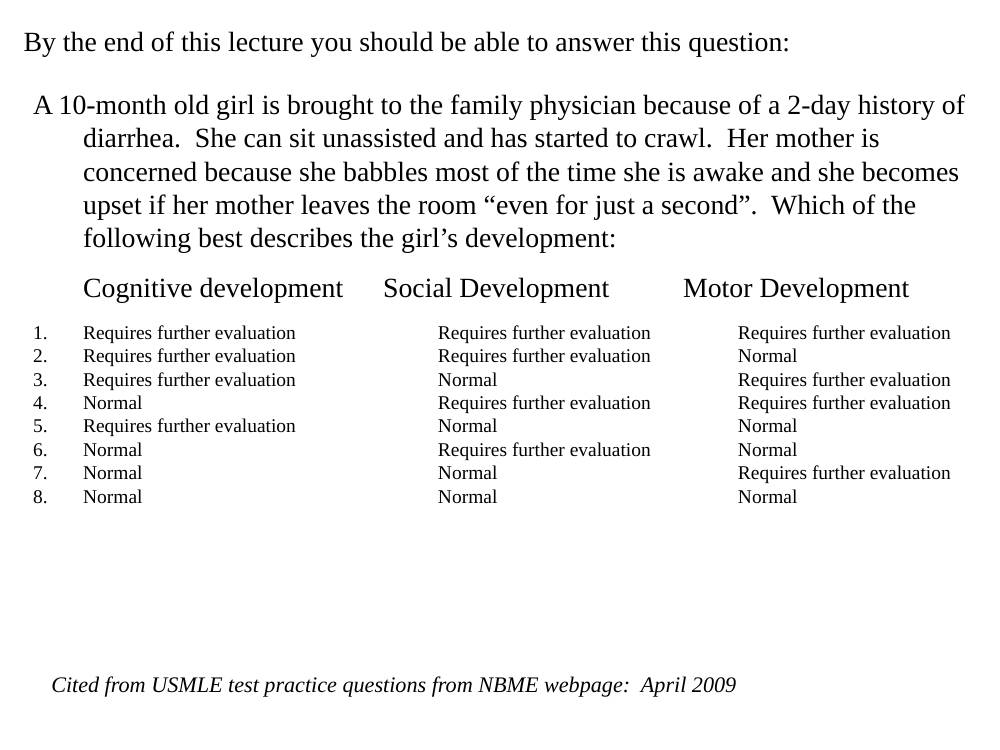 By the end of this lecture you should be able to answer this question:
A 10-month old girl is brought to the family physician because of a 2-day history of
diarrhea.  She can sit unassisted and has started to crawl.  Her mother is
concerned because she babbles most of the time she is awake and she becomes
upset if her mother leaves the room “even for just a second”.  Which of the
following best describes the girl’s development:
Cognitive development Social Development Motor Development
1. Requires further evaluation Requires further evaluation Requires further evaluation
2. Requires further evaluation Requires further evaluation Normal
3. Requires further evaluation Normal Requires further evaluation
4. Normal Requires further evaluation Requires further evaluation
5. Requires further evaluation Normal Normal
6. Normal Requires further evaluation Normal
7. Normal Normal Requires further evaluation
8. Normal Normal Normal
Cited from USMLE test practice questions from NBME webpage:  April 2009